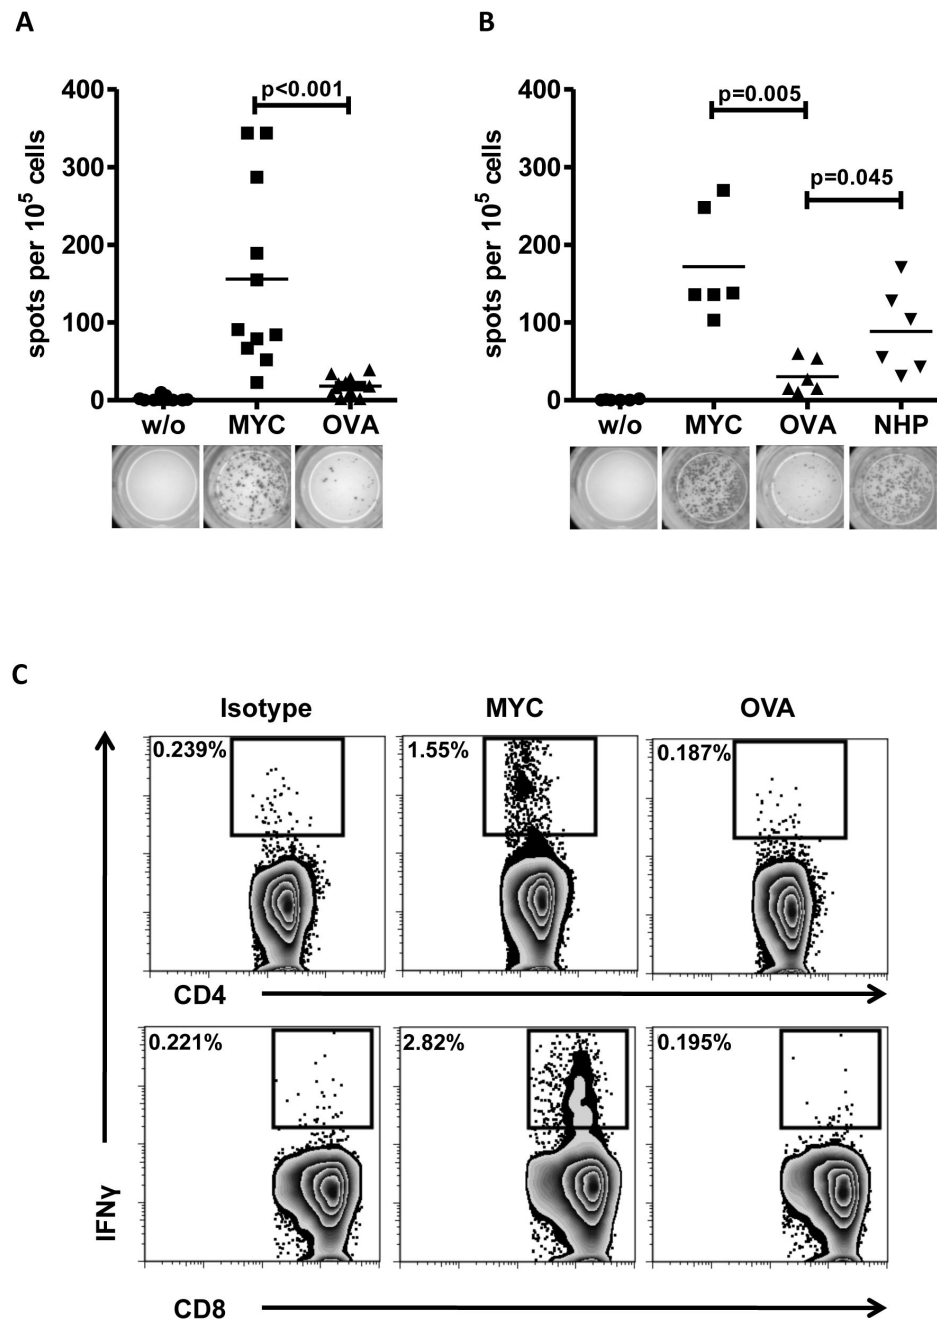 A
B
400
300
200
100
0
spots per 10⁵ cells
p<0.001
w/o MYC OVA
400
300
200
100
0
spots per 10⁵ cells
p=0.005
p=0.045
w/o MYC OVA NHP
C
Isotype MYC OVA
0.239% 1.55% 0.187%
CD4
0.221% 2.82% 0.195%
IFNγ
CD8